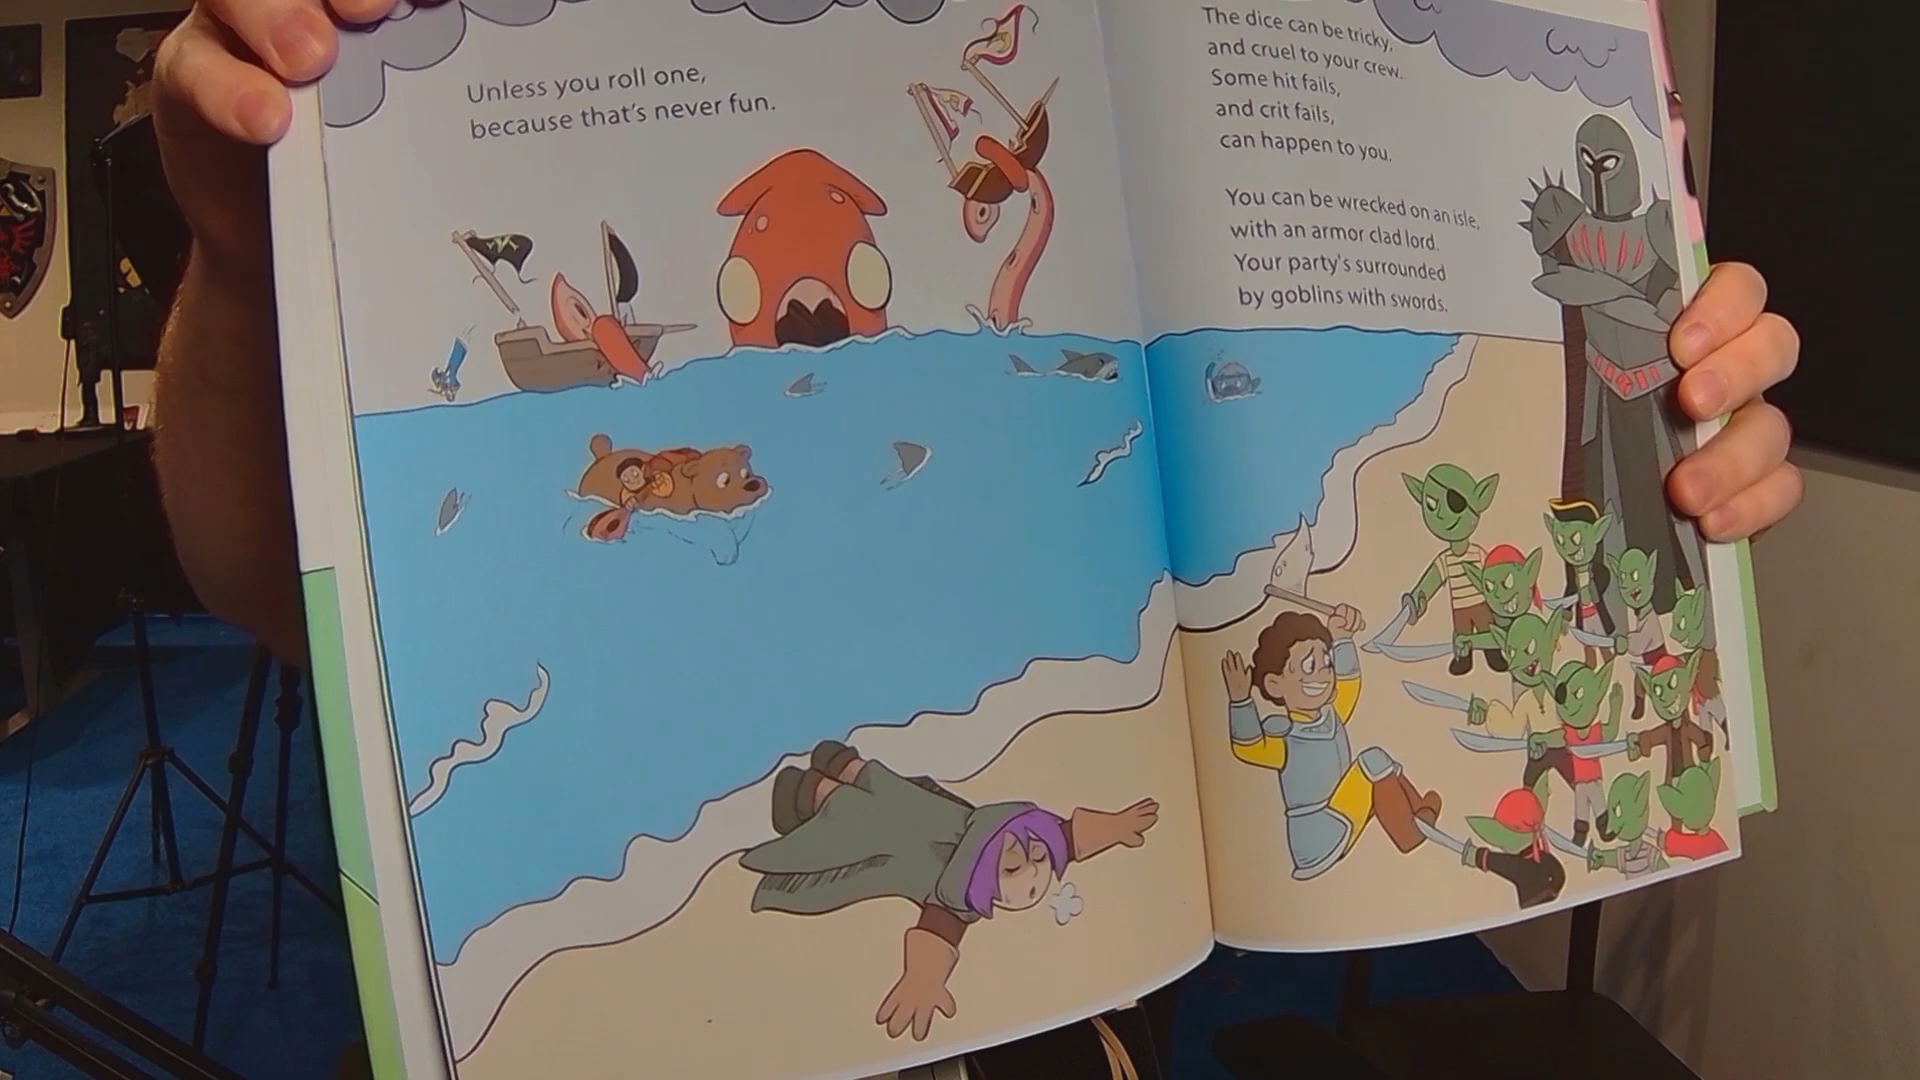 Unless you roll one,
because that's never fun.
The dice can be tricky,
and cruel to your crew.
Some hit fails,
and crit fails,
can happen to you.
You can be wrecked on an isle,
with an armor clad lord.
Your party's surrounded
by goblins with swords.